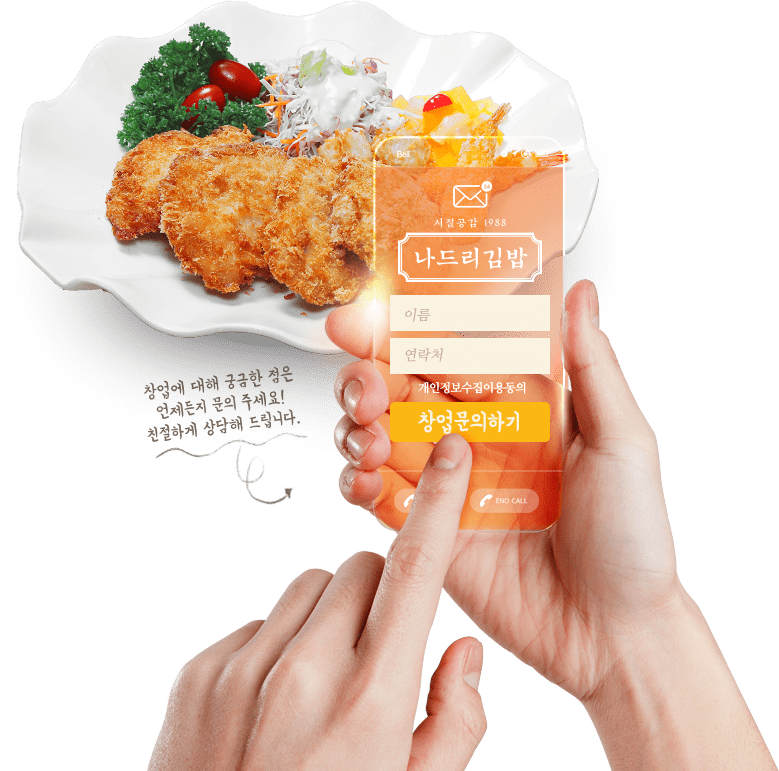 시절공감 1988
나드리김밥
이름
연락처
개인정보수집이용동의
창업문의하기
END CALL
창업에 대해 궁금한 점은
언제든지 문의 주세요!
친절하게 상담해 드립니다.